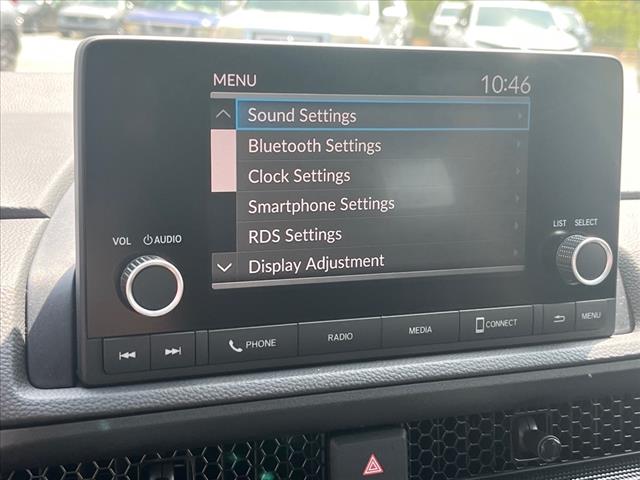 MENU 10:46
Sound Settings
Bluetooth Settings
Clock Settings
Smartphone Settings
RDS Settings
Display Adjustment
VOL AUDIO
LIST SELECT
PHONE RADIO MEDIA CONNECT MENU